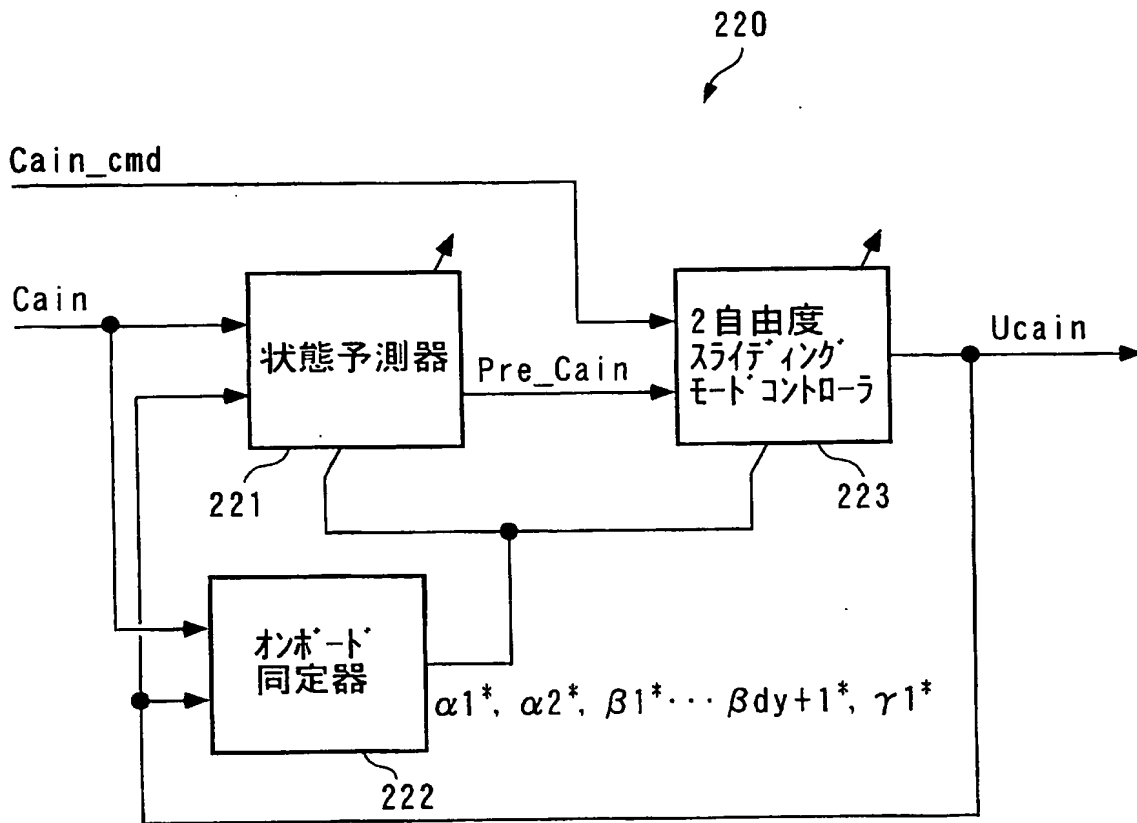 220
Cain_cmd
Cain
状態予測器
Pre_Cain
2自由度
スライディング
モードコントローラ
Ucain
221
223
オンボード
同定器
α1*, α2*, β1*··· βdy+1*, γ1*
222